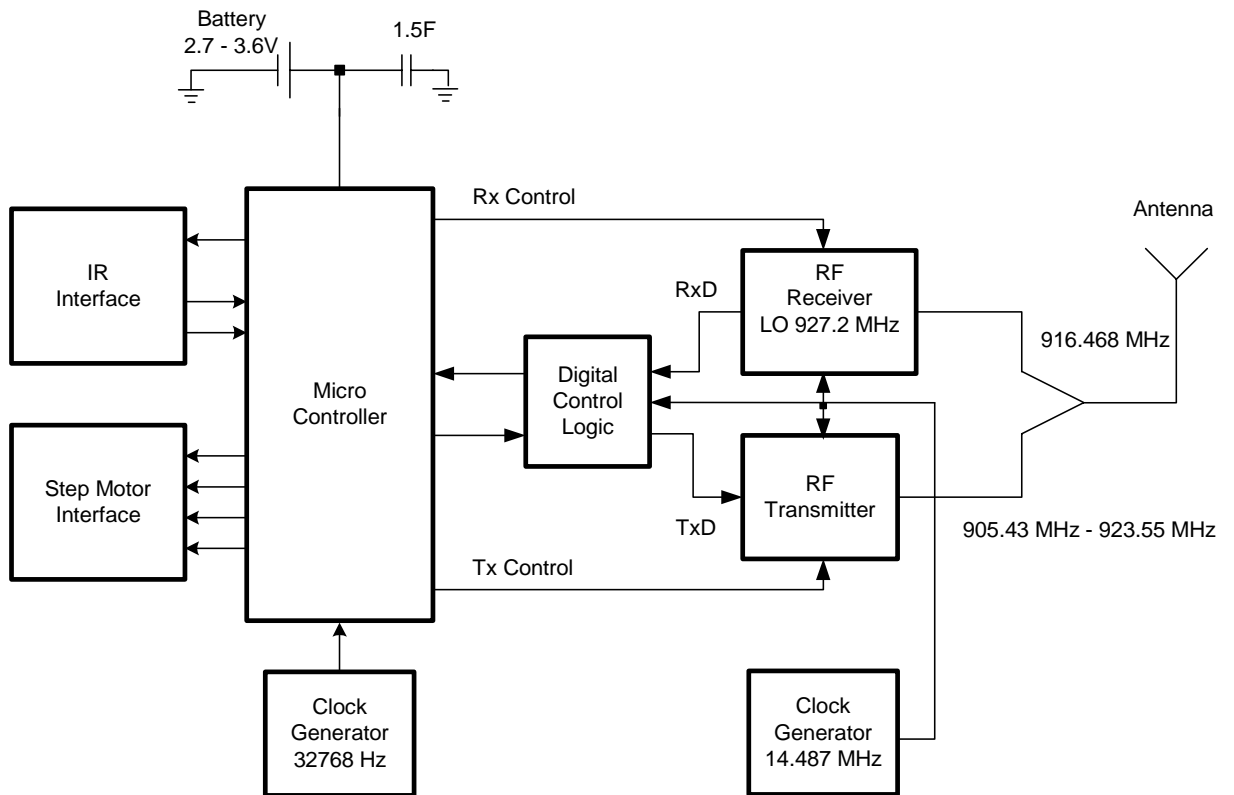 Battery
2.7 - 3.6V
1.5F
Rx Control
Antenna
IR
Interface
RF
Receiver
LO 927.2 MHz
RxD
916.468 MHz
Micro
Controller
Digital
Control
Logic
Step Motor
Interface
RF
Transmitter
TxD
905.43 MHz - 923.55 MHz
Tx Control
Clock
Generator
32768 Hz
Clock
Generator
14.487 MHz